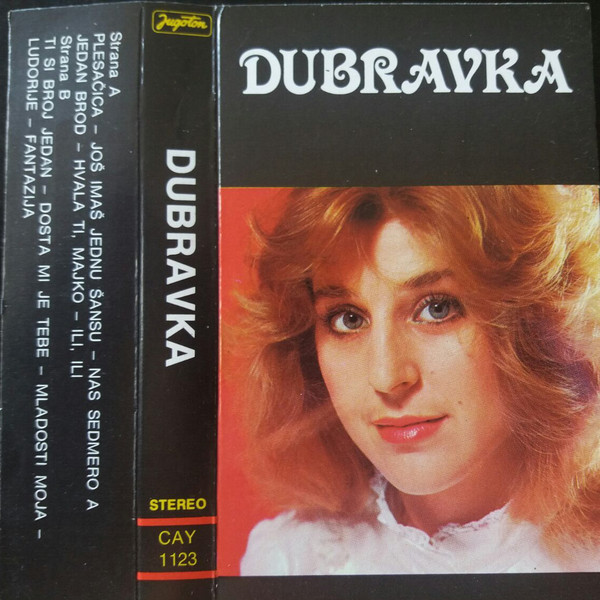 Strana A
PLESAČICA – JOŠ IMAŠ JEDNU ŠANSU – NAS SEDMERO A
JEDAN BROD – HVALA TI, MAJKO – ILI, ILI
Strana B
TI SI BROJ JEDAN – DOSTA MI JE TEBE – MLADOSTI MOJA –
LUDORIJE – FANTAZIJA
Jugoton
DUBRAVKA
STEREO
CAY
1123
DUBRAVKA